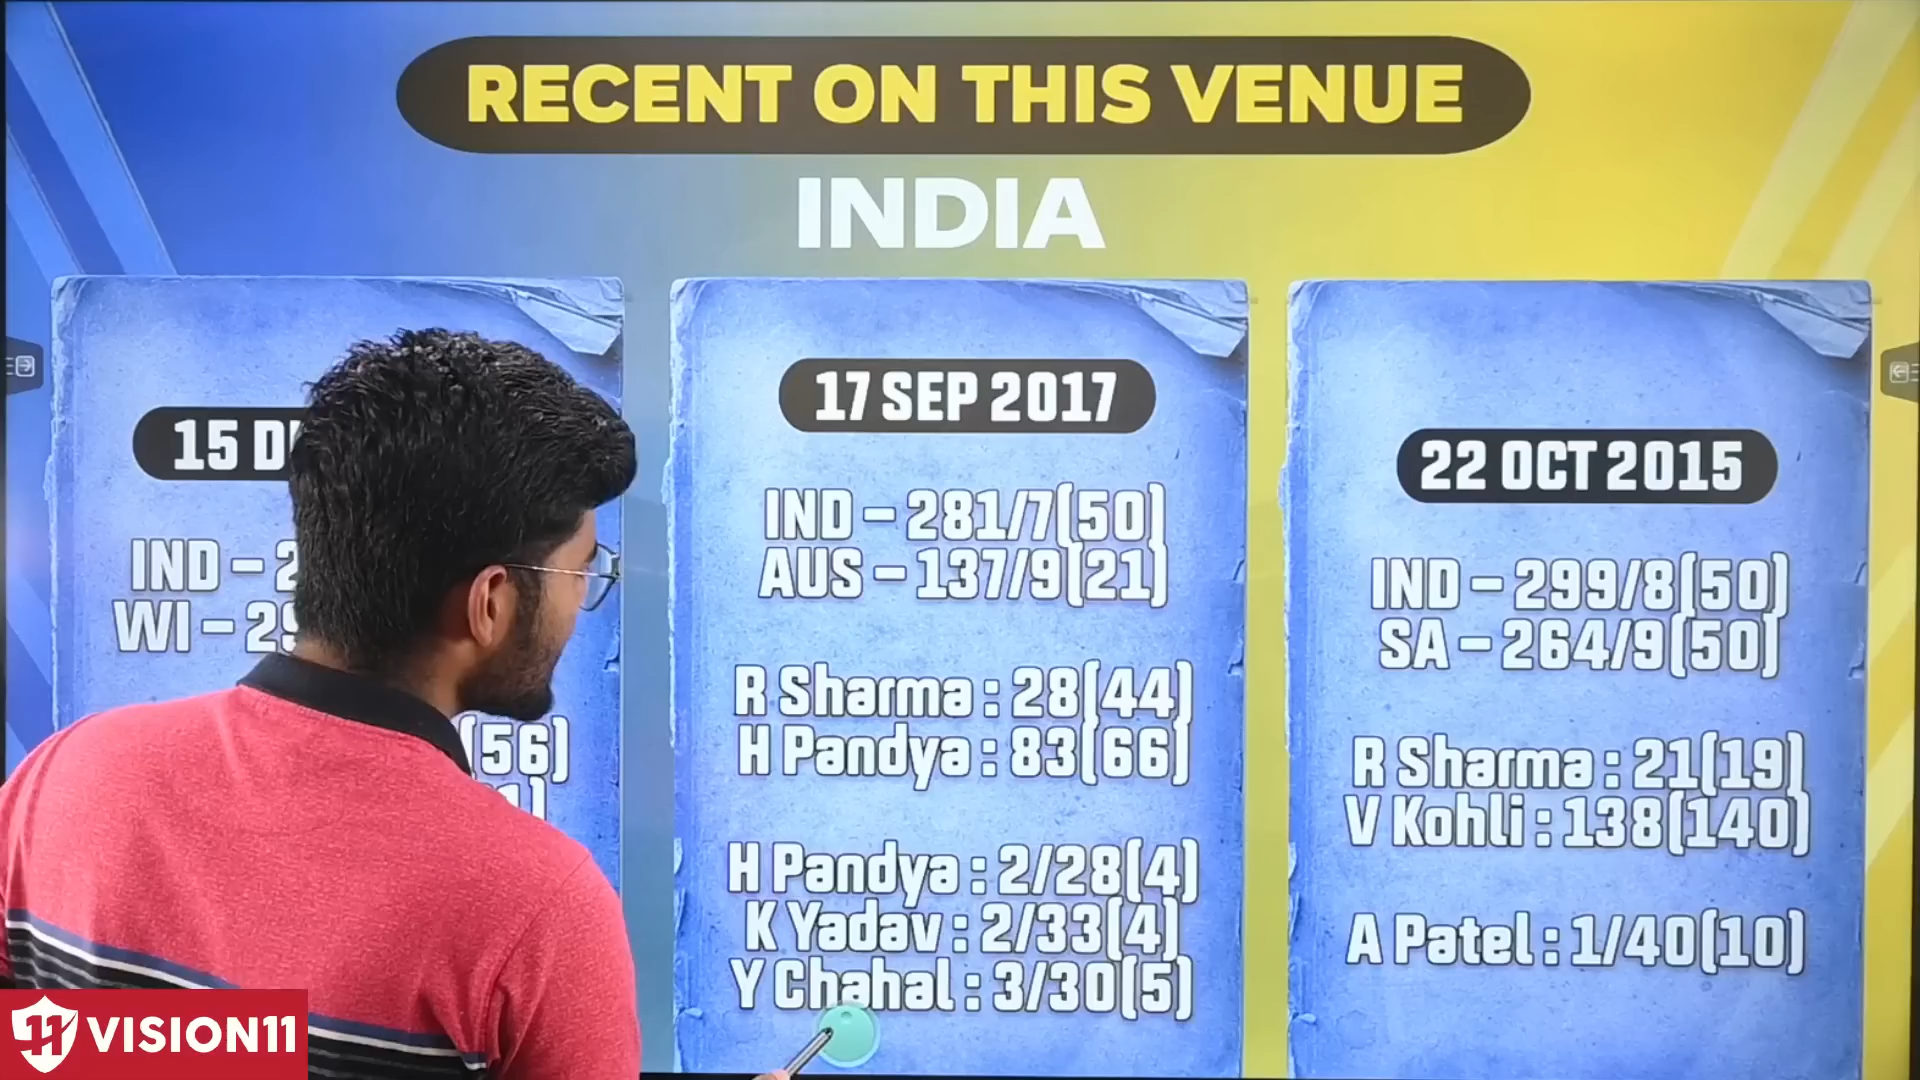 RECENT ON THIS VENUE
INDIA
15
IND –
WI –
(56)
17 SEP 2017
IND – 281/7(50)
AUS – 137/9(21)
R Sharma : 28(44)
H Pandya : 83(66)
H Pandya : 2/28(4)
K Yadav : 2/33(4)
Y Chahal : 3/30(5)
22 OCT 2015
IND – 299/8(50)
SA – 264/9(50)
R Sharma : 21(19)
V Kohli : 138(140)
A Patel : 1/40(10)
VISION11